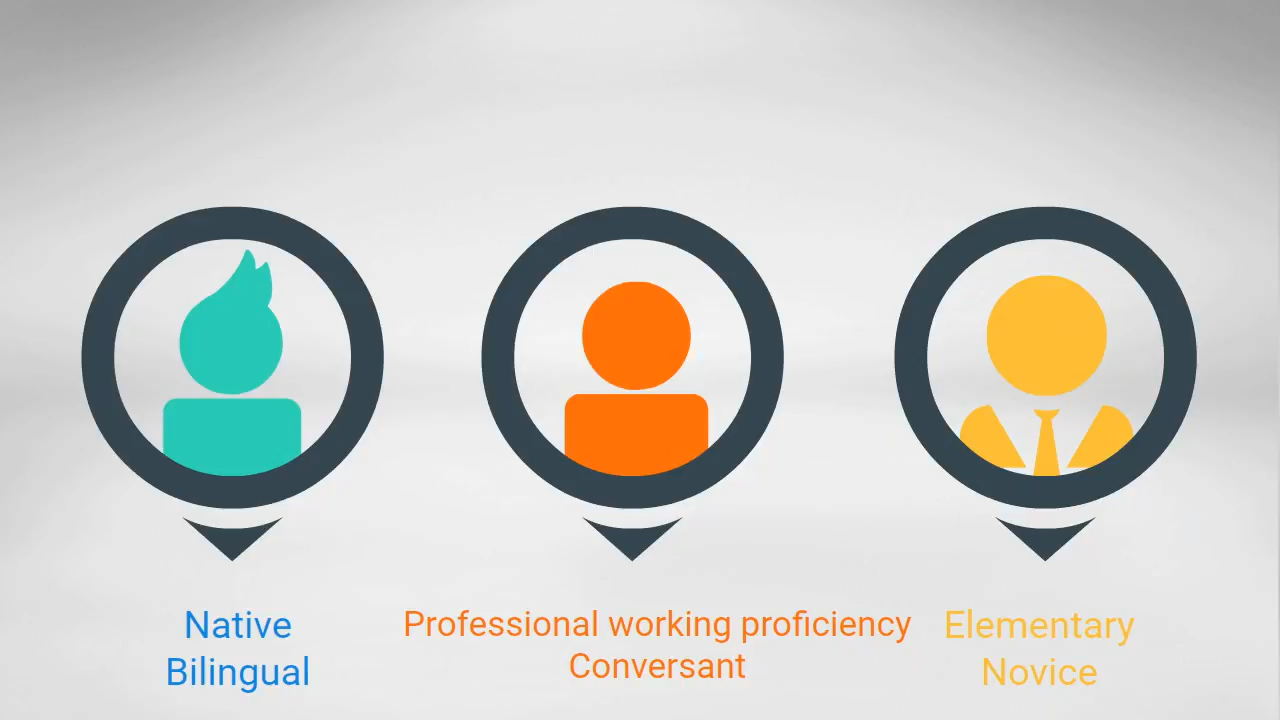 Native
Bilingual
Professional working proficiency
Conversant
Elementary
Novice